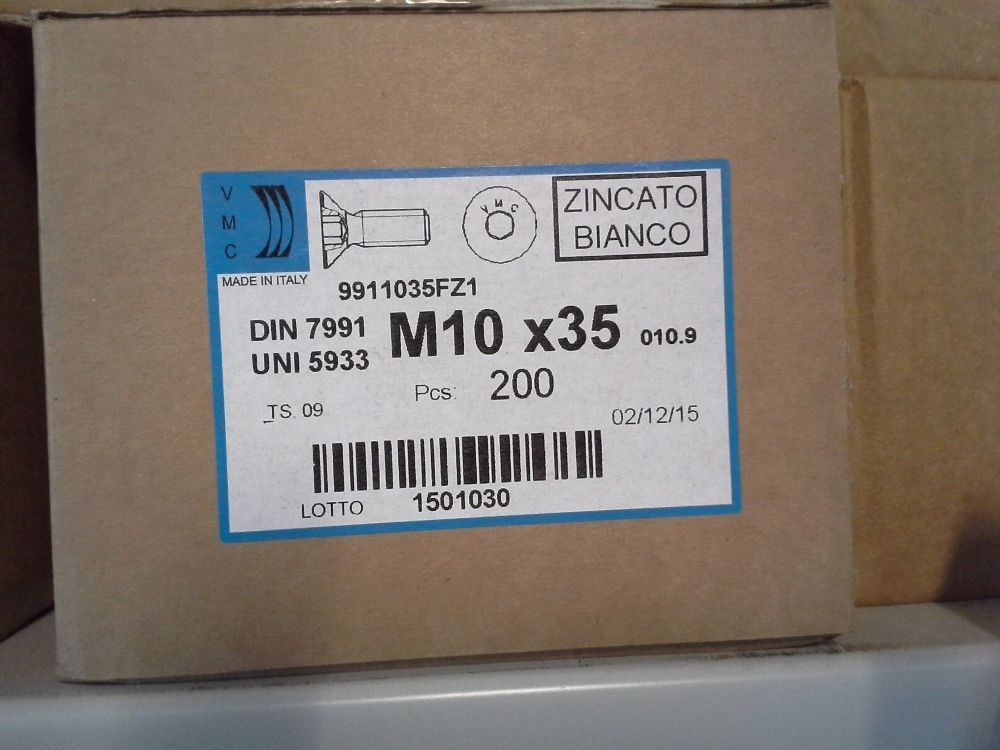 V
M
C
MADE IN ITALY
V M C
ZINCATO
BIANCO
9911035FZ1
DIN 7991
UNI 5933
M10 x35
010.9
Pcs: 200
_TS. 09
02/12/15
LOTTO
1501030